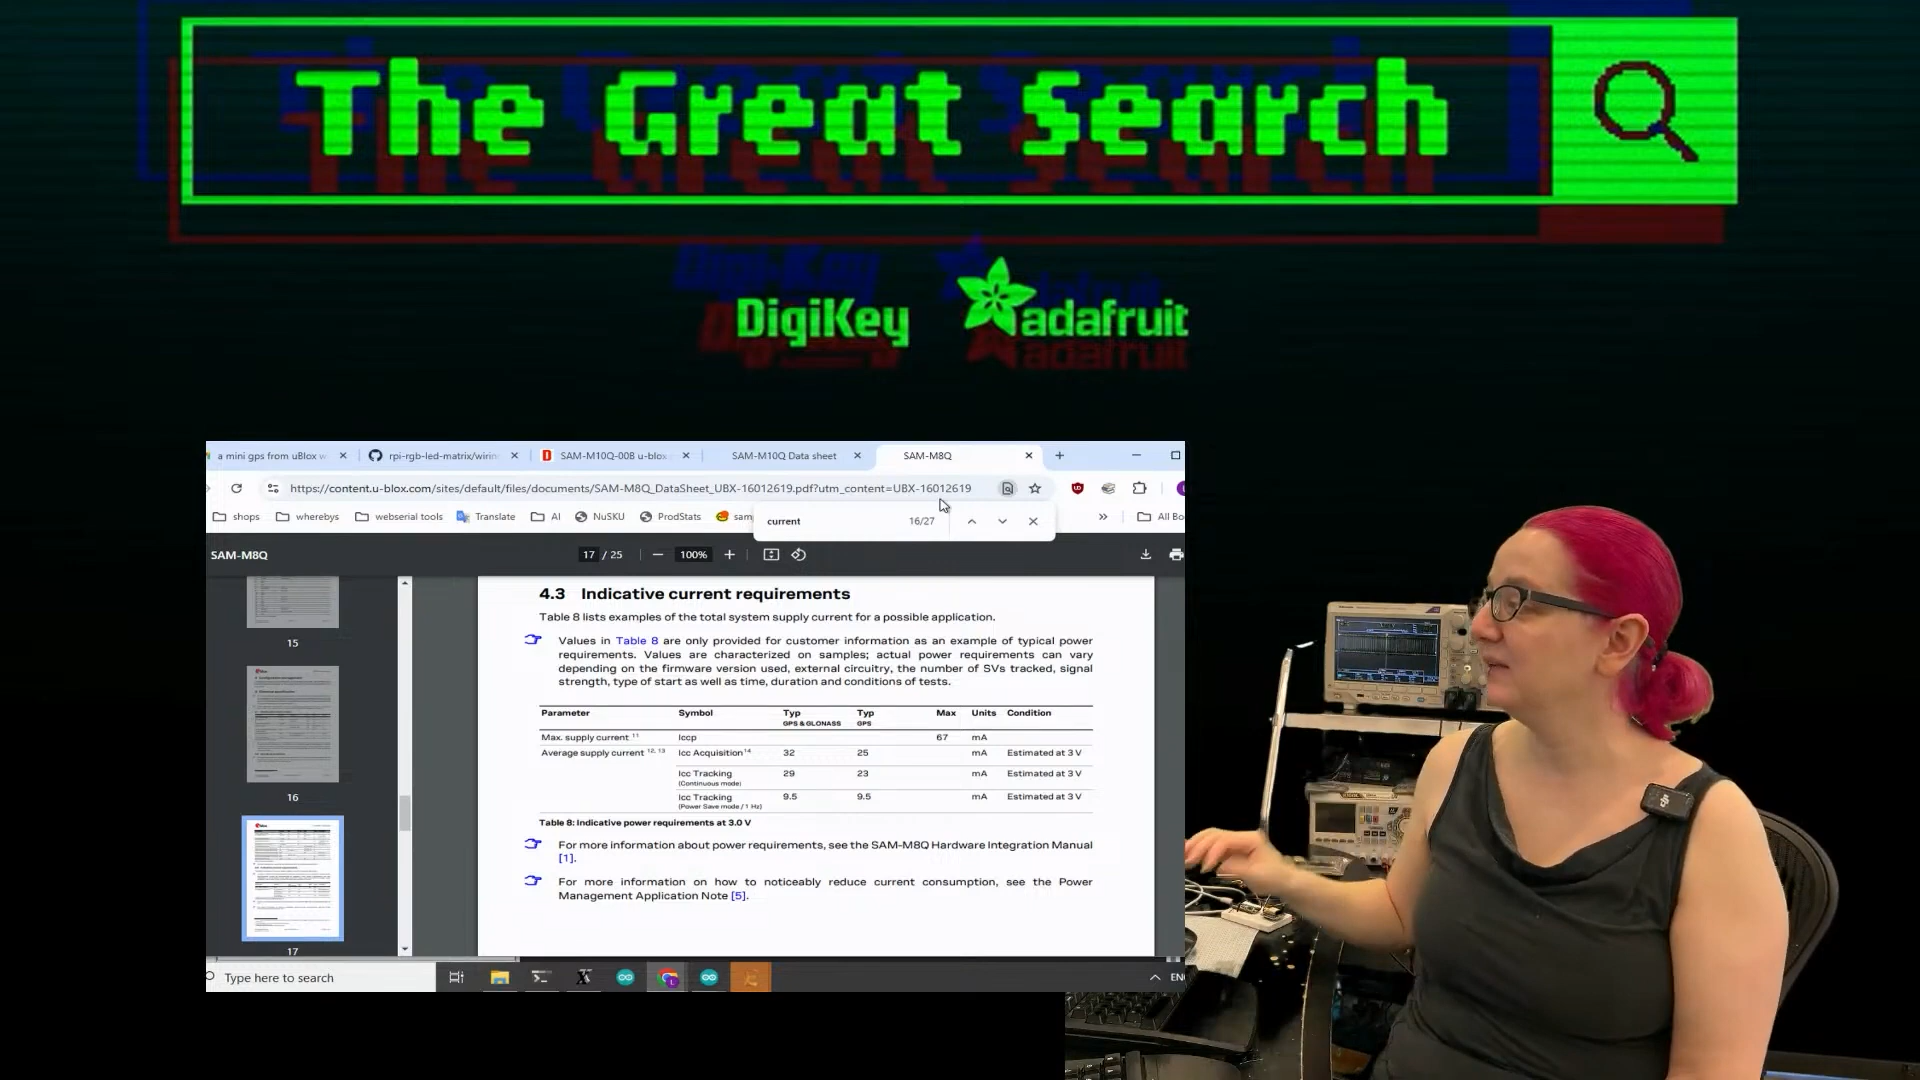 The Great Search
DigiKey
adafruit
a mini gps from uBlox w
rpi-rgb-led-matrix/wirin
SAM-M10Q-00B u-blox
SAM-M10Q Data sheet
SAM-M8Q
https://content.u-blox.com/sites/default/files/documents/SAM-M8Q_DataSheet_UBX-16012619.pdf?utm_content=UBX-16012619
shops
whereby​s
webserial tools
Translate
AI
NuSKU
ProdStats
sam
»
All Bo
current
16/27
SAM-M8Q
17 / 25
100%
15
16
17
4.3 Indicative current requirements
Table 8 lists examples of the total system supply current for a possible application.
Values in Table 8 are only provided for customer information as an example of typical power
requirements. Values are characterized on samples; actual power requirements can vary
depending on the firmware version used, external circuitry, the number of SVs tracked, signal
strength, type of start as well as time, duration and conditions of tests.
Parameter Symbol Typ Typ Max Units Condition
GPS & GLONASS GPS
Max. supply current 11 Iccp 67 mA
Average supply current 12, 13 Icc Acquisition14 32 25 mA Estimated at 3 V
Icc Tracking 29 23 mA Estimated at 3 V
(Continuous mode)
Icc Tracking 9.5 9.5 mA Estimated at 3 V
(Power Save mode / 1 Hz)
Table 8: Indicative power requirements at 3.0 V
For more information about power requirements, see the SAM-M8Q Hardware Integration Manual
[1].
For more information on how to noticeably reduce current consumption, see the Power
Management Application Note [5].
Type here to search
ENG